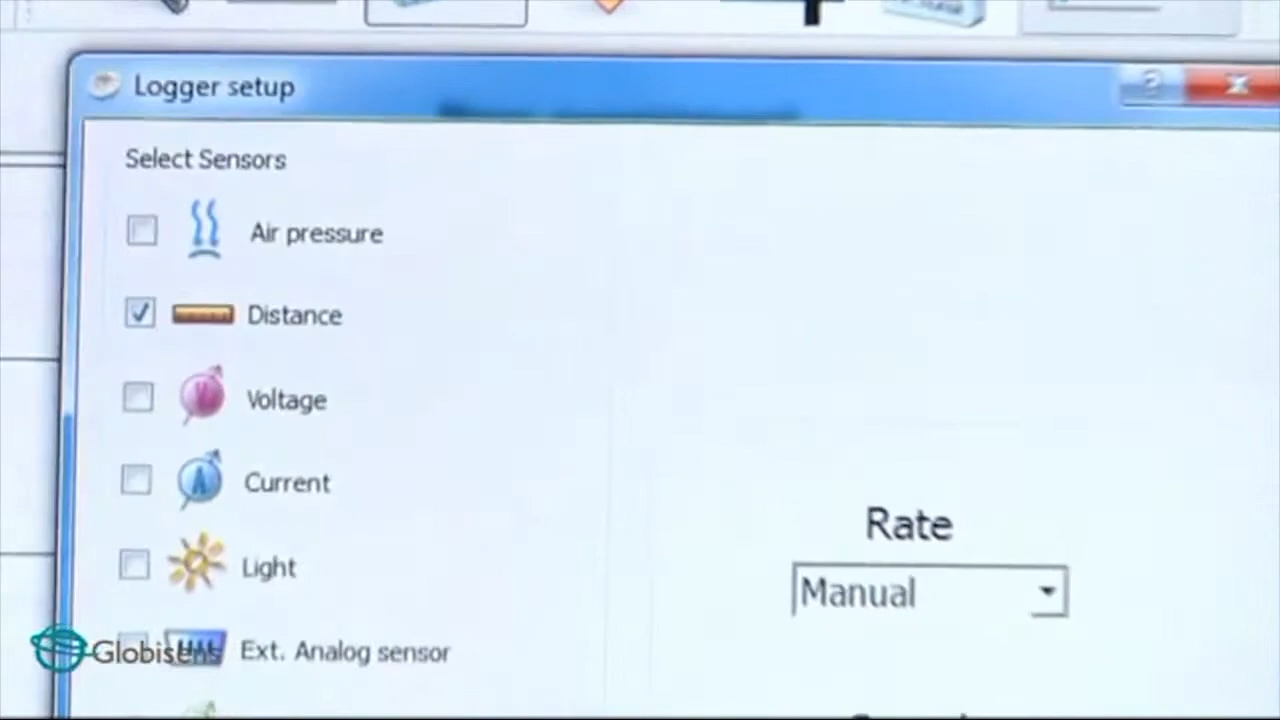 Logger setup
Select Sensors
Air pressure
Distance
Voltage
Current
Light
Ext. Analog sensor
Rate
Manual
Globisens